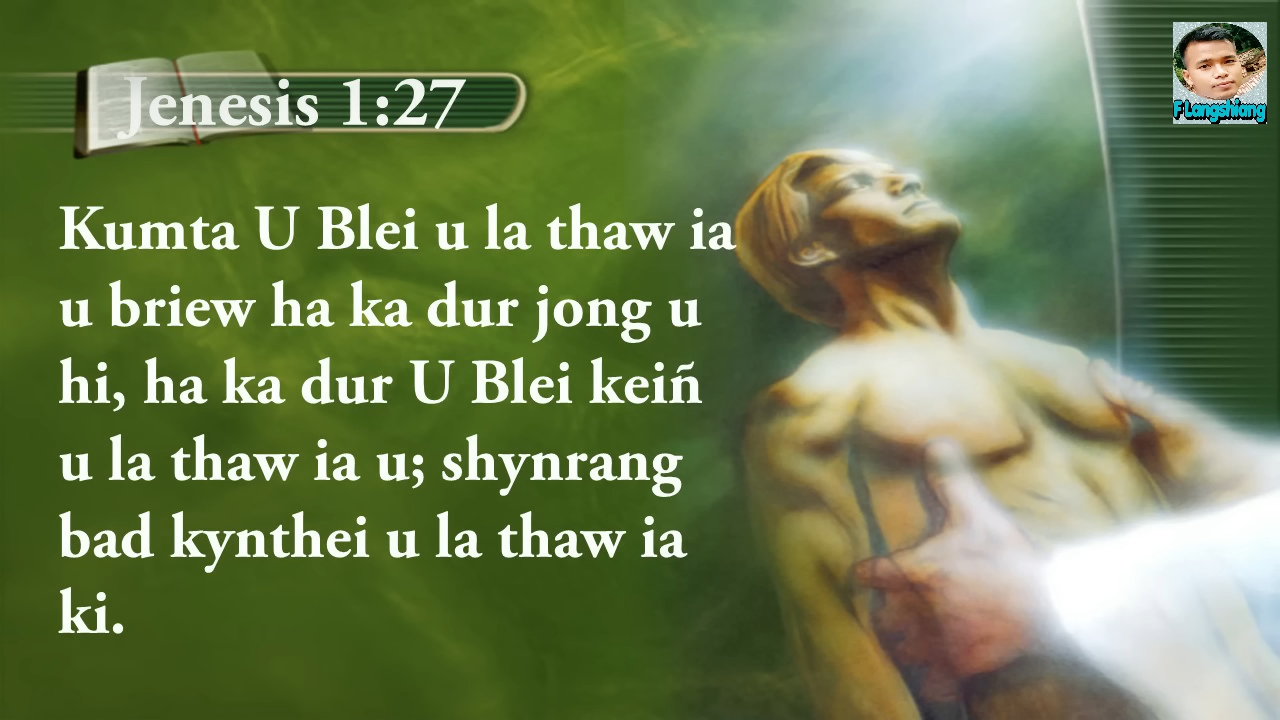 Jenesis 1:27
F Langshiang
Kumta U Blei u la thaw ia
u briew ha ka dur jong u
hi, ha ka dur U Blei keiñ
u la thaw ia u; shynrang
bad kynthei u la thaw ia
ki.